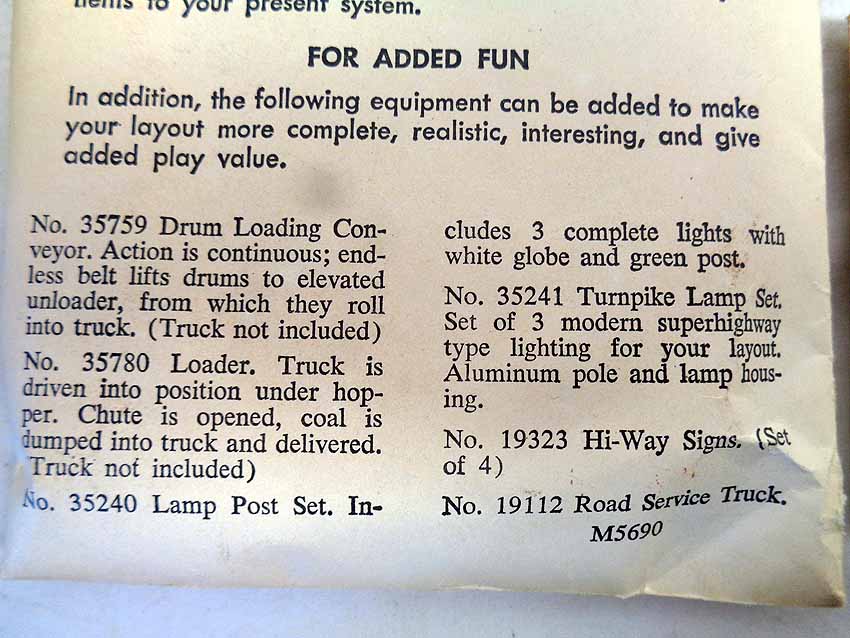 items to your present system.
FOR ADDED FUN
In addition, the following equipment can be added to make
your layout more complete, realistic, interesting, and give
added play value.
No. 35759 Drum Loading Con-
veyor. Action is continuous; end-
less belt lifts drums to elevated
unloader, from which they roll
into truck. (Truck not included)
No. 35780 Loader. Truck is
driven into position under hop-
per. Chute is opened, coal is
dumped into truck and delivered.
Truck not included)
No. 35240 Lamp Post Set. In-
cludes 3 complete lights with
white globe and green post.
No. 35241 Turnpike Lamp Set.
Set of 3 modern superhighway
type lighting for your layout.
Aluminum pole and lamp hous-
ing.
No. 19323 Hi-Way Signs. (Set
of 4)
No. 19112 Road Service Truck.
M5690